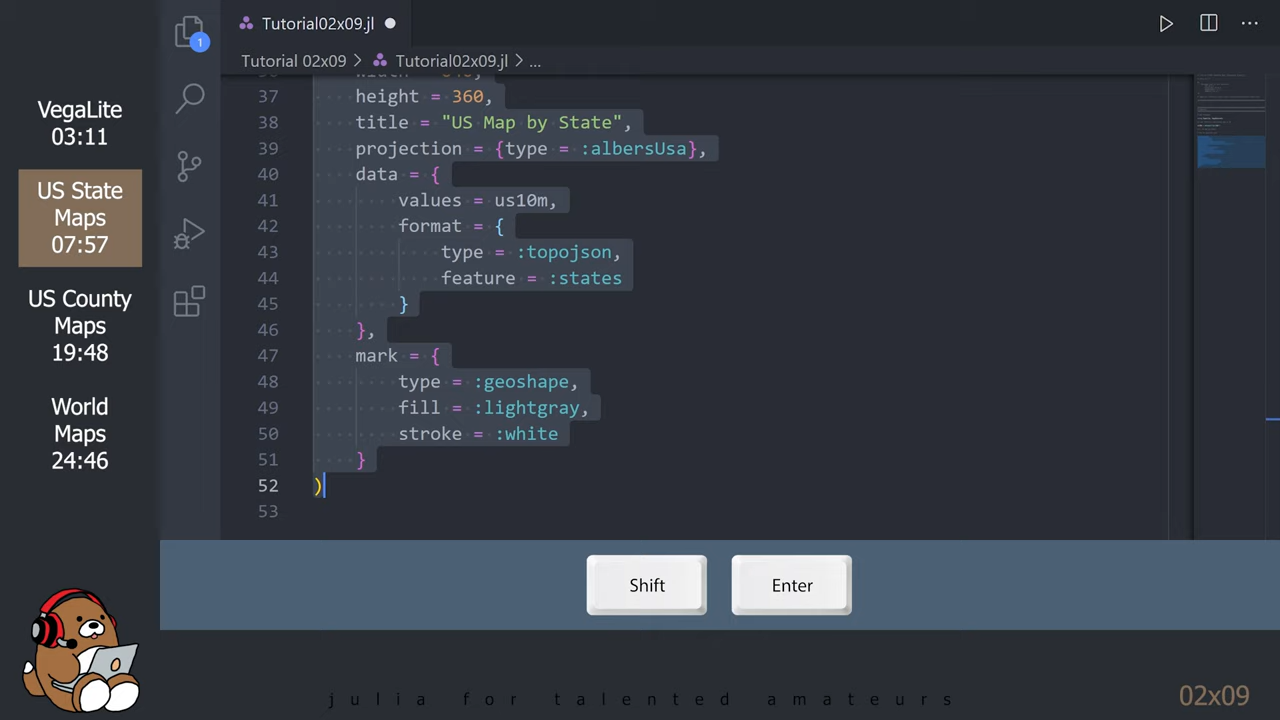 Tutorial02x09.jl
Tutorial 02x09 > Tutorial02x09.jl > ...
1
VegaLite
03:11
US State
Maps
07:57
US County
Maps
19:48
World
Maps
24:46
37 height = 360,
38 title = "US Map by State",
39 projection = {type = :albersUsa},
40 data = {
41 values = us10m,
42 format = {
43 type = :topojson,
44 feature = :states
45 }
46 },
47 mark = {
48 type = :geoshape,
49 fill = :lightgray,
50 stroke = :white
51 }
52 )
53
Shift Enter
julia for talented amateurs
02x09